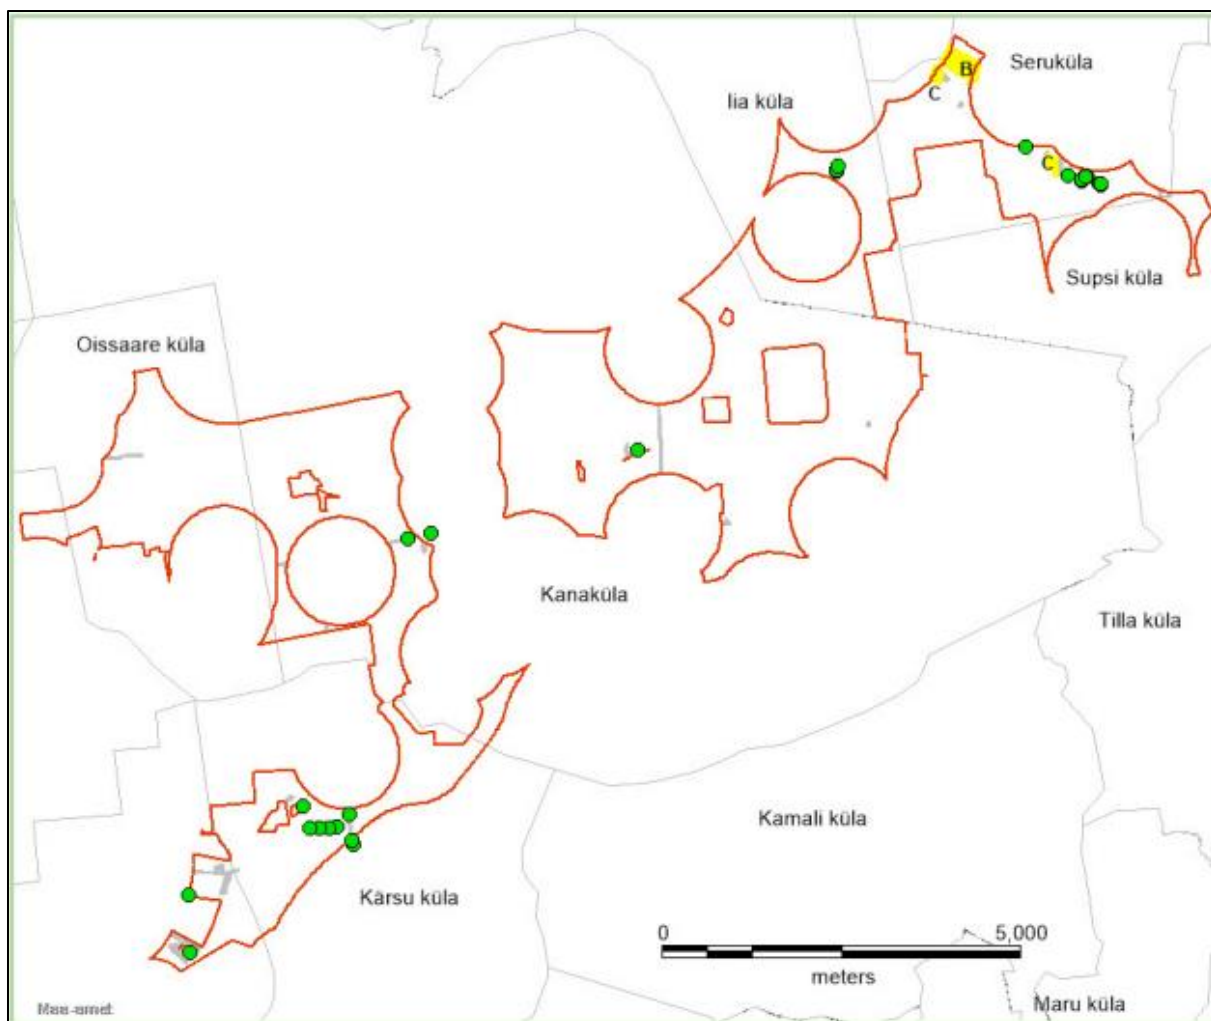 Seruküla
B
C
Iia küla
C
Supsi küla
Oissaare küla
Kanaküla
Tilla küla
Kamali küla
Kärsu küla
0 5,000
meters
Maa-amet
Maru küla